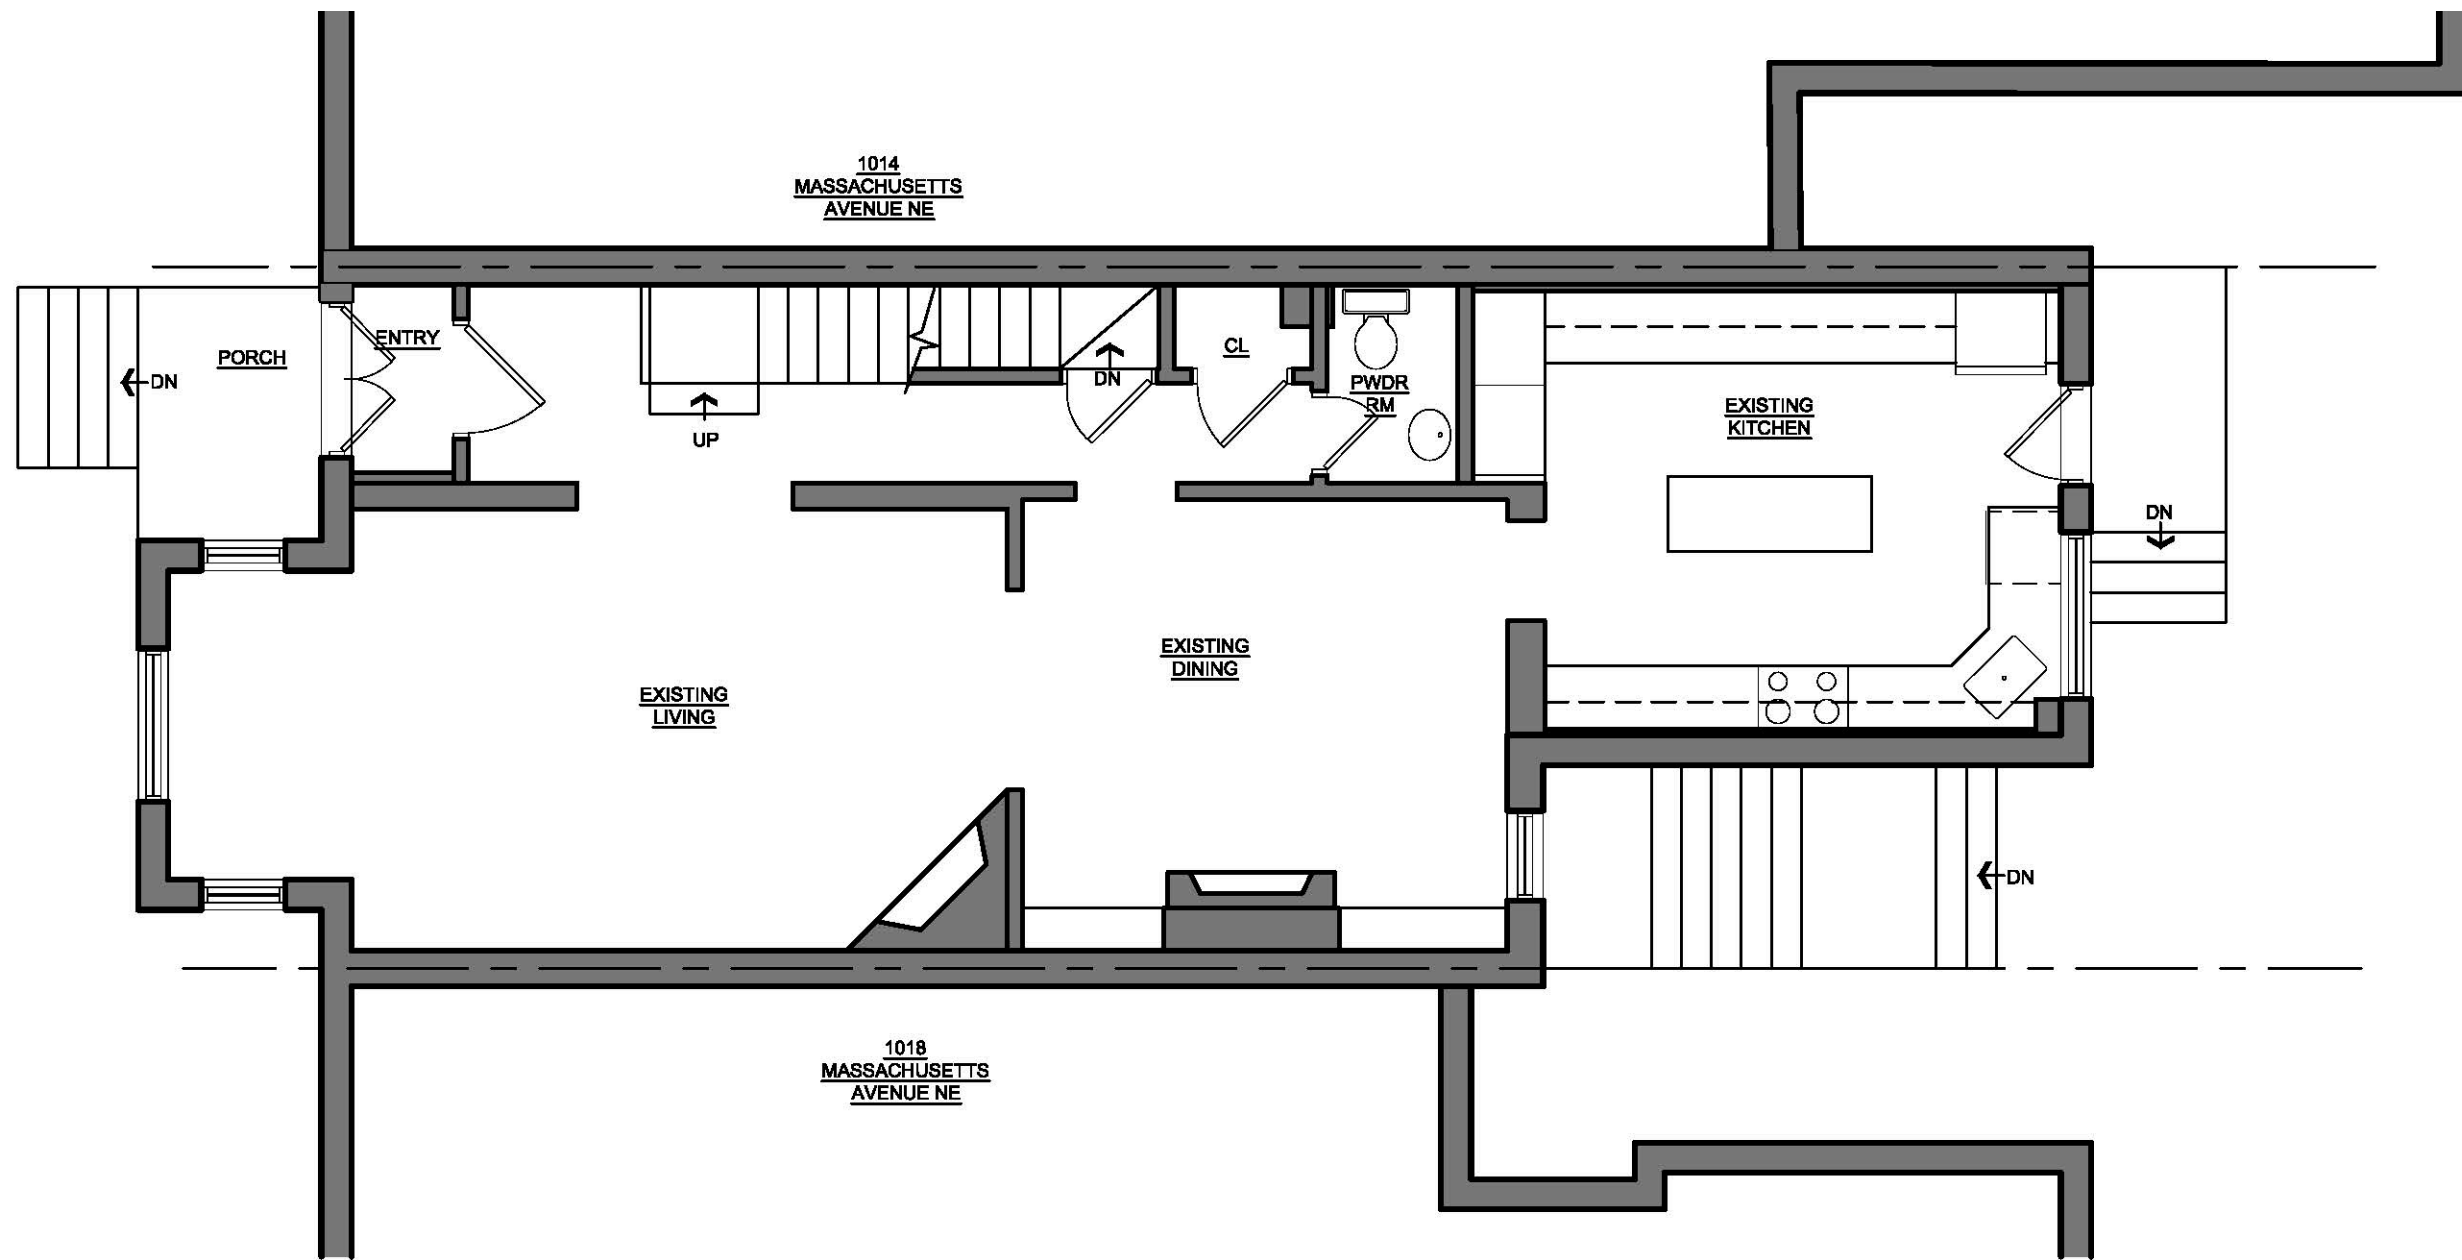 1014
MASSACHUSETTS
AVENUE NE
PORCH
DN
ENTRY
UP
DN
CL
PWDR
RM
EXISTING
KITCHEN
DN
EXISTING
LIVING
EXISTING
DINING
DN
1018
MASSACHUSETTS
AVENUE NE